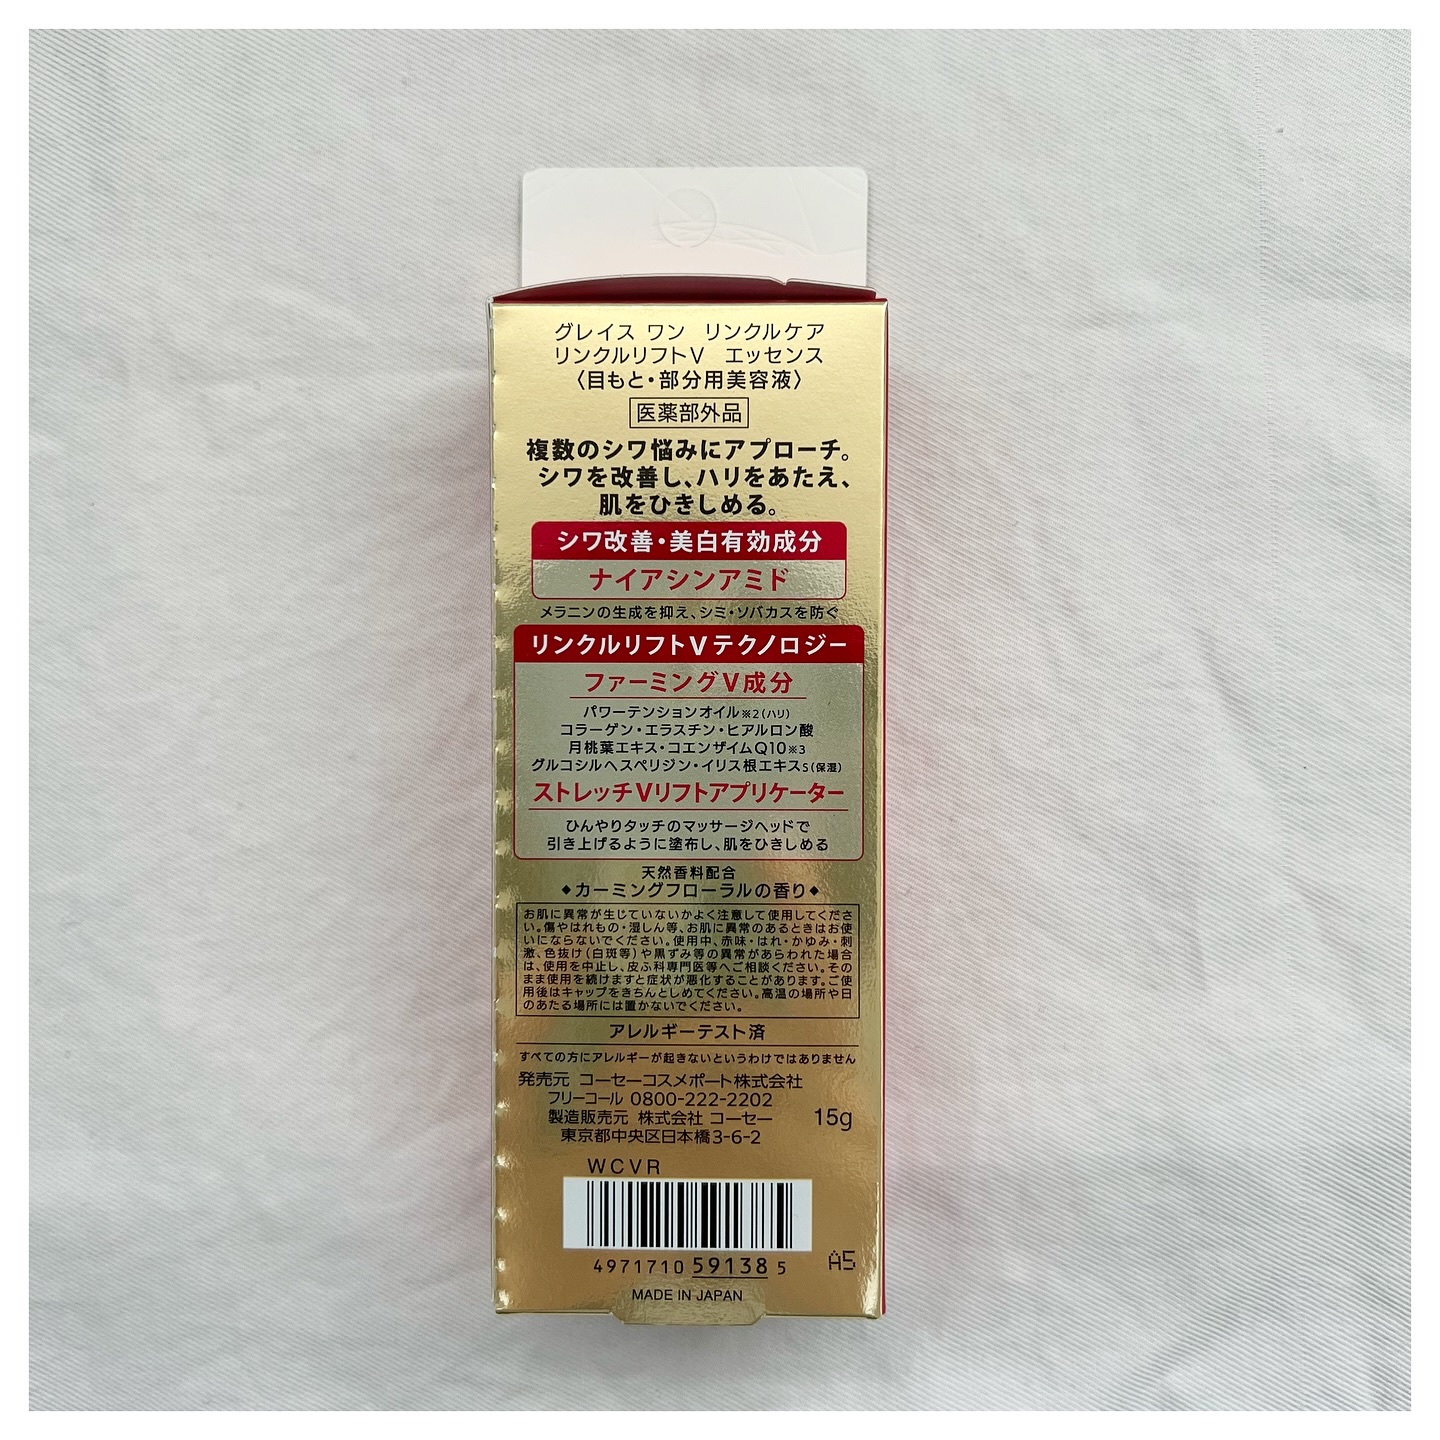 グレイス ワン リンクルケア
リンクルリフトV エッセンス
〈目もと・部分用美容液〉
医薬部外品
複数のシワ悩みにアプローチ。
シワを改善し、ハリをあたえ、
肌をひきしめる。
シワ改善・美白有効成分
ナイアシンアミド
メラニンの生成を抑え、シミ・ソバカスを防ぐ
リンクルリフトVテクノロジー
ファーミングV成分
パワーテンションオイル※2(ハリ)
コラーゲン・エラスチン・ヒアルロン酸
月桃葉エキス・コエンザイムQ10※3
グルコシルヘスペリジン・イリス根エキスS(保湿)
ストレッチVリフトアプリケーター
ひんやりタッチのマッサージヘッドで
引き上げるように塗布し、肌をひきしめる
天然香料配合
◆カーミングフローラルの香り◆
お肌に異常が生じていないかよく注意して使用してくださ
い。傷やはれもの・湿しん等、お肌に異常のあるときはお使
いにならないでください。使用中、赤味・はれ・かゆみ・刺
激、色抜け(白斑等)や黒ずみ等の異常があらわれた場合
は、使用を中止し、皮ふ科専門医等へご相談ください。その
まま使用を続けますと症状が悪化することがあります。ご使
用後はキャップをきちんとしめてください。高温の場所や日
のあたる場所には置かないでください。
アレルギーテスト済
すべての方にアレルギーが起きないというわけではありません
発売元 コーセーコスメポート株式会社
フリーコール 0800-222-2202
製造販売元 株式会社 コーセー 15g
東京都中央区日本橋3-6-2
WCVR
4971710 59138 5 A5
MADE IN JAPAN